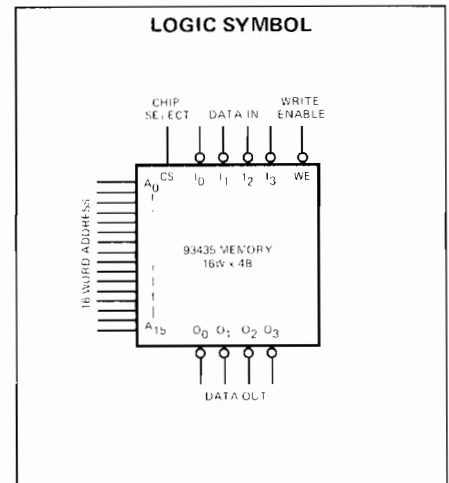 LOGIC SYMBOL
CHIP SELECT
DATA IN
WRITE ENABLE
CS I0 I1 I2 I3 WE
A0
16 WORD ADDRESS
93435 MEMORY
16W x 4B
A15 O0 O1 O2 O3
DATA OUT